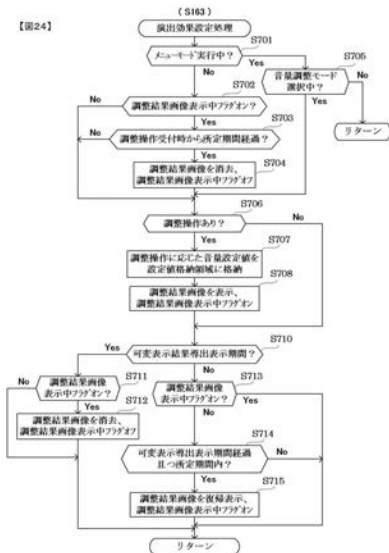 【図24】
(S163)
演出効果設定処理
S701
メニューモード実行中?
Yes
No
S705
音量調整モード
選択中?
Yes
No
リターン
S702
調整結果画像表示中フラグオン?
No
Yes
S703
調整操作受付時から所定期間経過?
No
Yes
S704
調整結果画像を消去、
調整結果画像表示中フラグオフ
S706
調整操作あり?
No
Yes
S707
調整操作に応じた音量設定値を
設定値格納領域に格納
S708
調整結果画像を表示、
調整結果画像表示中フラグオン
S710
可変表示結果導出表示期間?
Yes
No
S711
調整結果画像
表示中フラグオン?
No
Yes
S712
調整結果画像を消去、
調整結果画像表示中フラグオフ
S713
調整結果画像
表示中フラグオン?
Yes
No
S714
可変表示導出表示期間経過
且つ所定期間内?
No
Yes
S715
調整結果画像を復帰表示、
調整結果画像表示中フラグオン
リターン